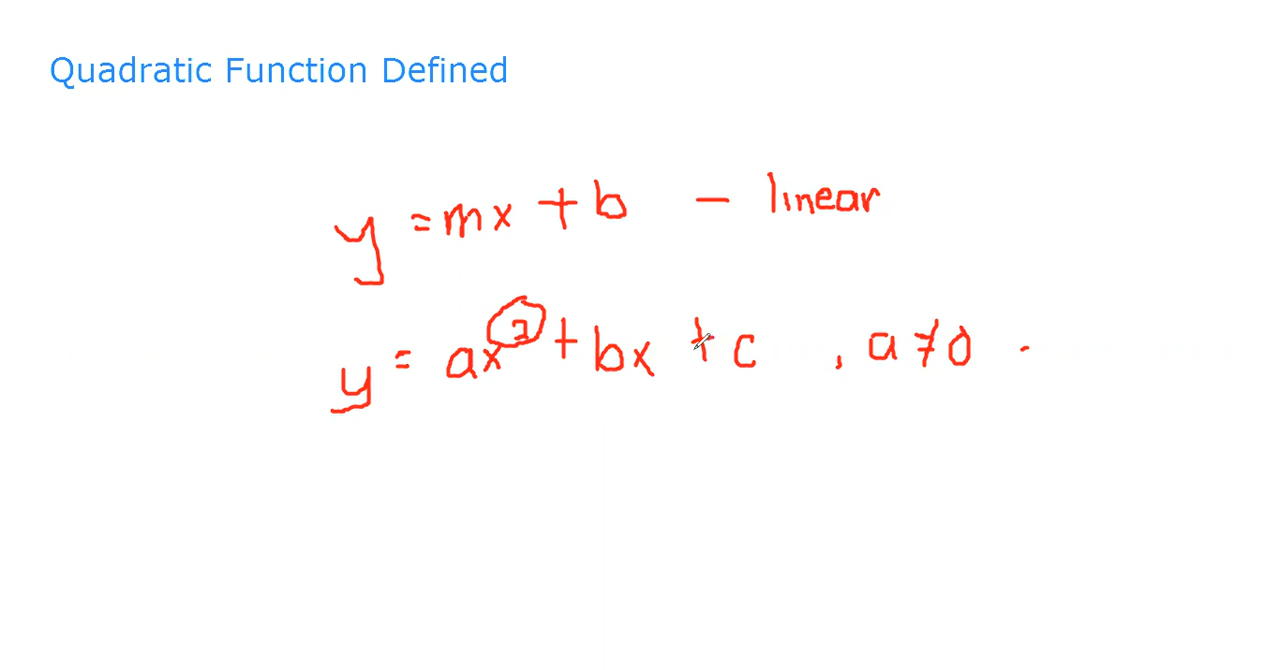 Quadratic Function Defined
y = mx + b - linear
y = ax² + bx + c , a ≠ 0